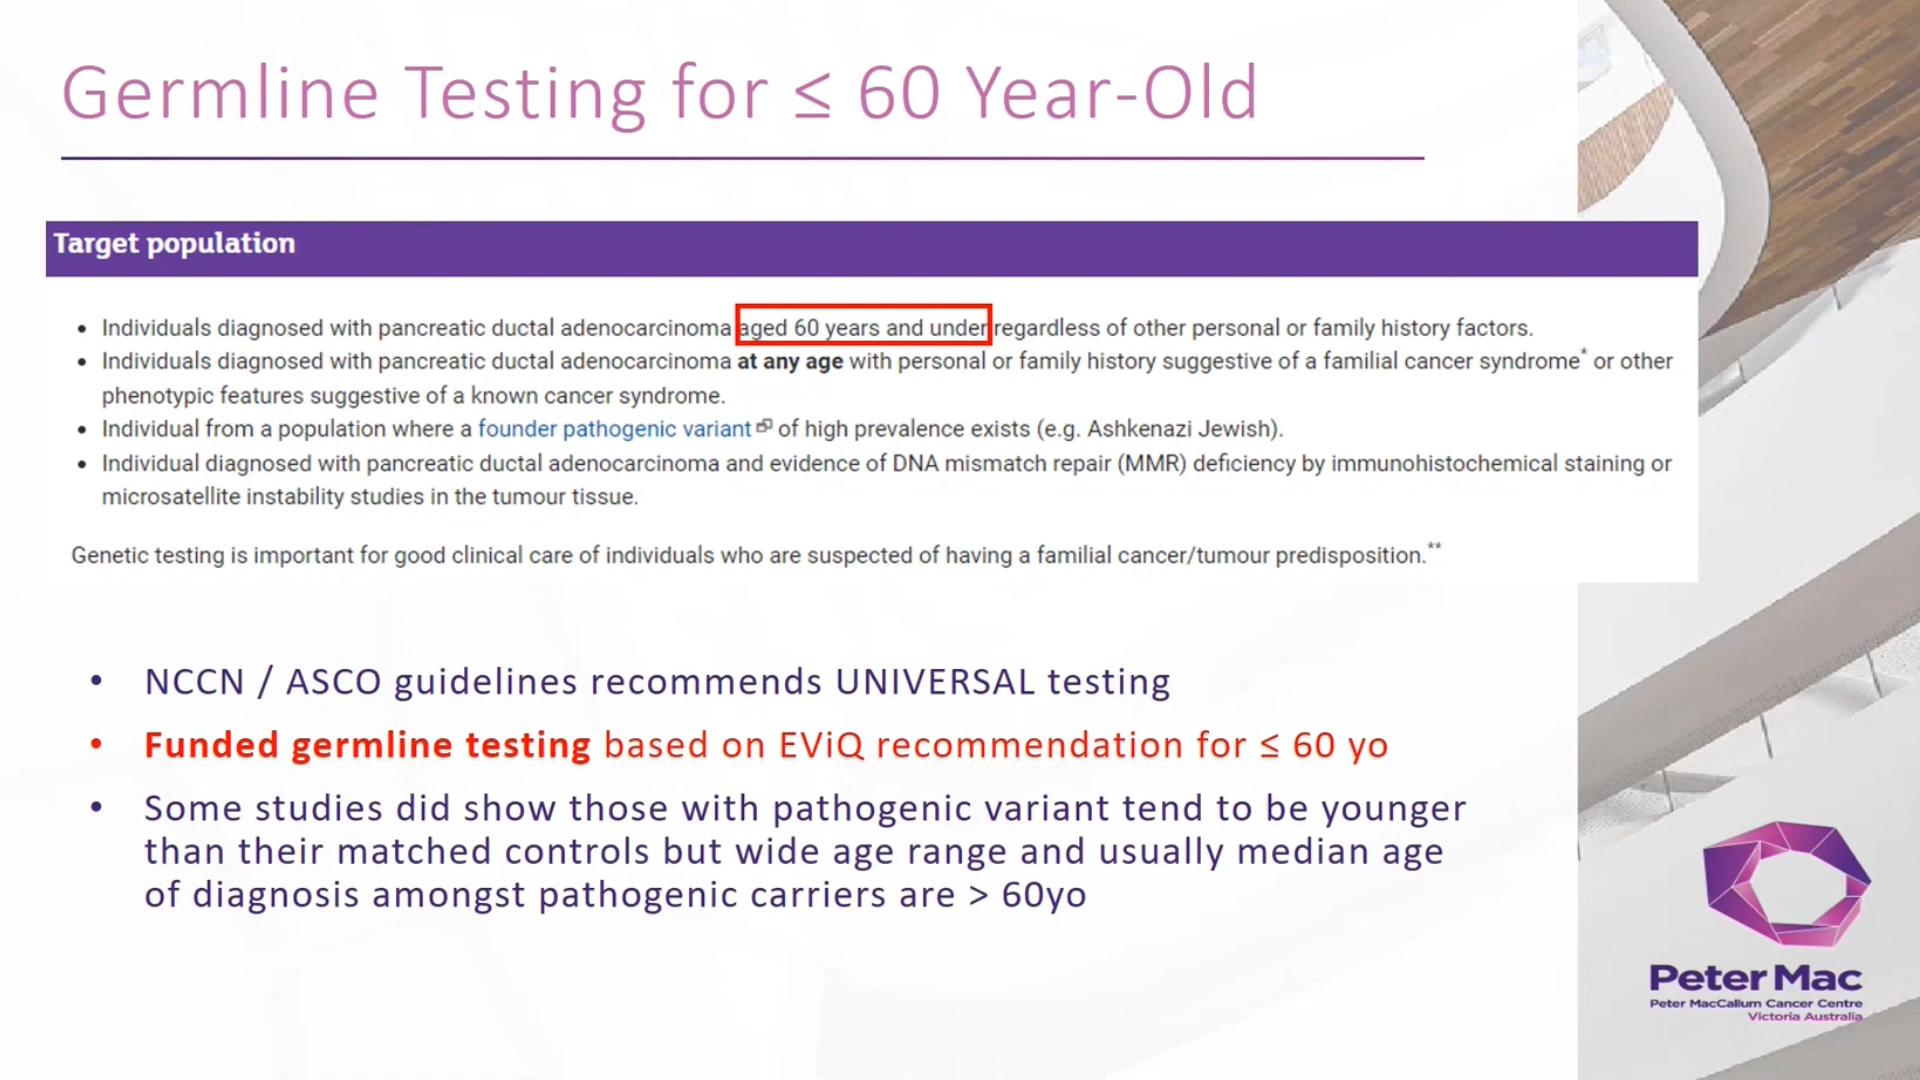 Germline Testing for ≤ 60 Year-Old
Target population
• Individuals diagnosed with pancreatic ductal adenocarcinoma aged 60 years and under regardless of other personal or family history factors.
• Individuals diagnosed with pancreatic ductal adenocarcinoma at any age with personal or family history suggestive of a familial cancer syndrome* or other
phenotypic features suggestive of a known cancer syndrome.
• Individual from a population where a founder pathogenic variant of high prevalence exists (e.g. Ashkenazi Jewish).
• Individual diagnosed with pancreatic ductal adenocarcinoma and evidence of DNA mismatch repair (MMR) deficiency by immunohistochemical staining or
microsatellite instability studies in the tumour tissue.
Genetic testing is important for good clinical care of individuals who are suspected of having a familial cancer/tumour predisposition.**
• NCCN / ASCO guidelines recommends UNIVERSAL testing
• Funded germline testing based on EViQ recommendation for ≤ 60 yo
• Some studies did show those with pathogenic variant tend to be younger
than their matched controls but wide age range and usually median age
of diagnosis amongst pathogenic carriers are > 60yo
Peter Mac
Peter MacCallum Cancer Centre
Victoria Australia